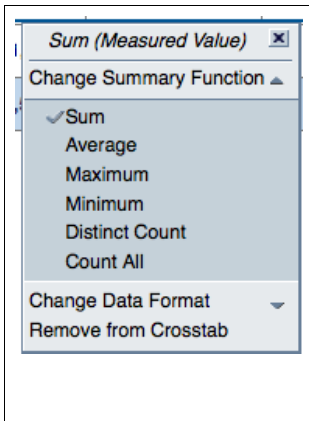 Sum (Measured Value)
Change Summary Function
Sum
Average
Maximum
Minimum
Distinct Count
Count All
Change Data Format
Remove from Crosstab